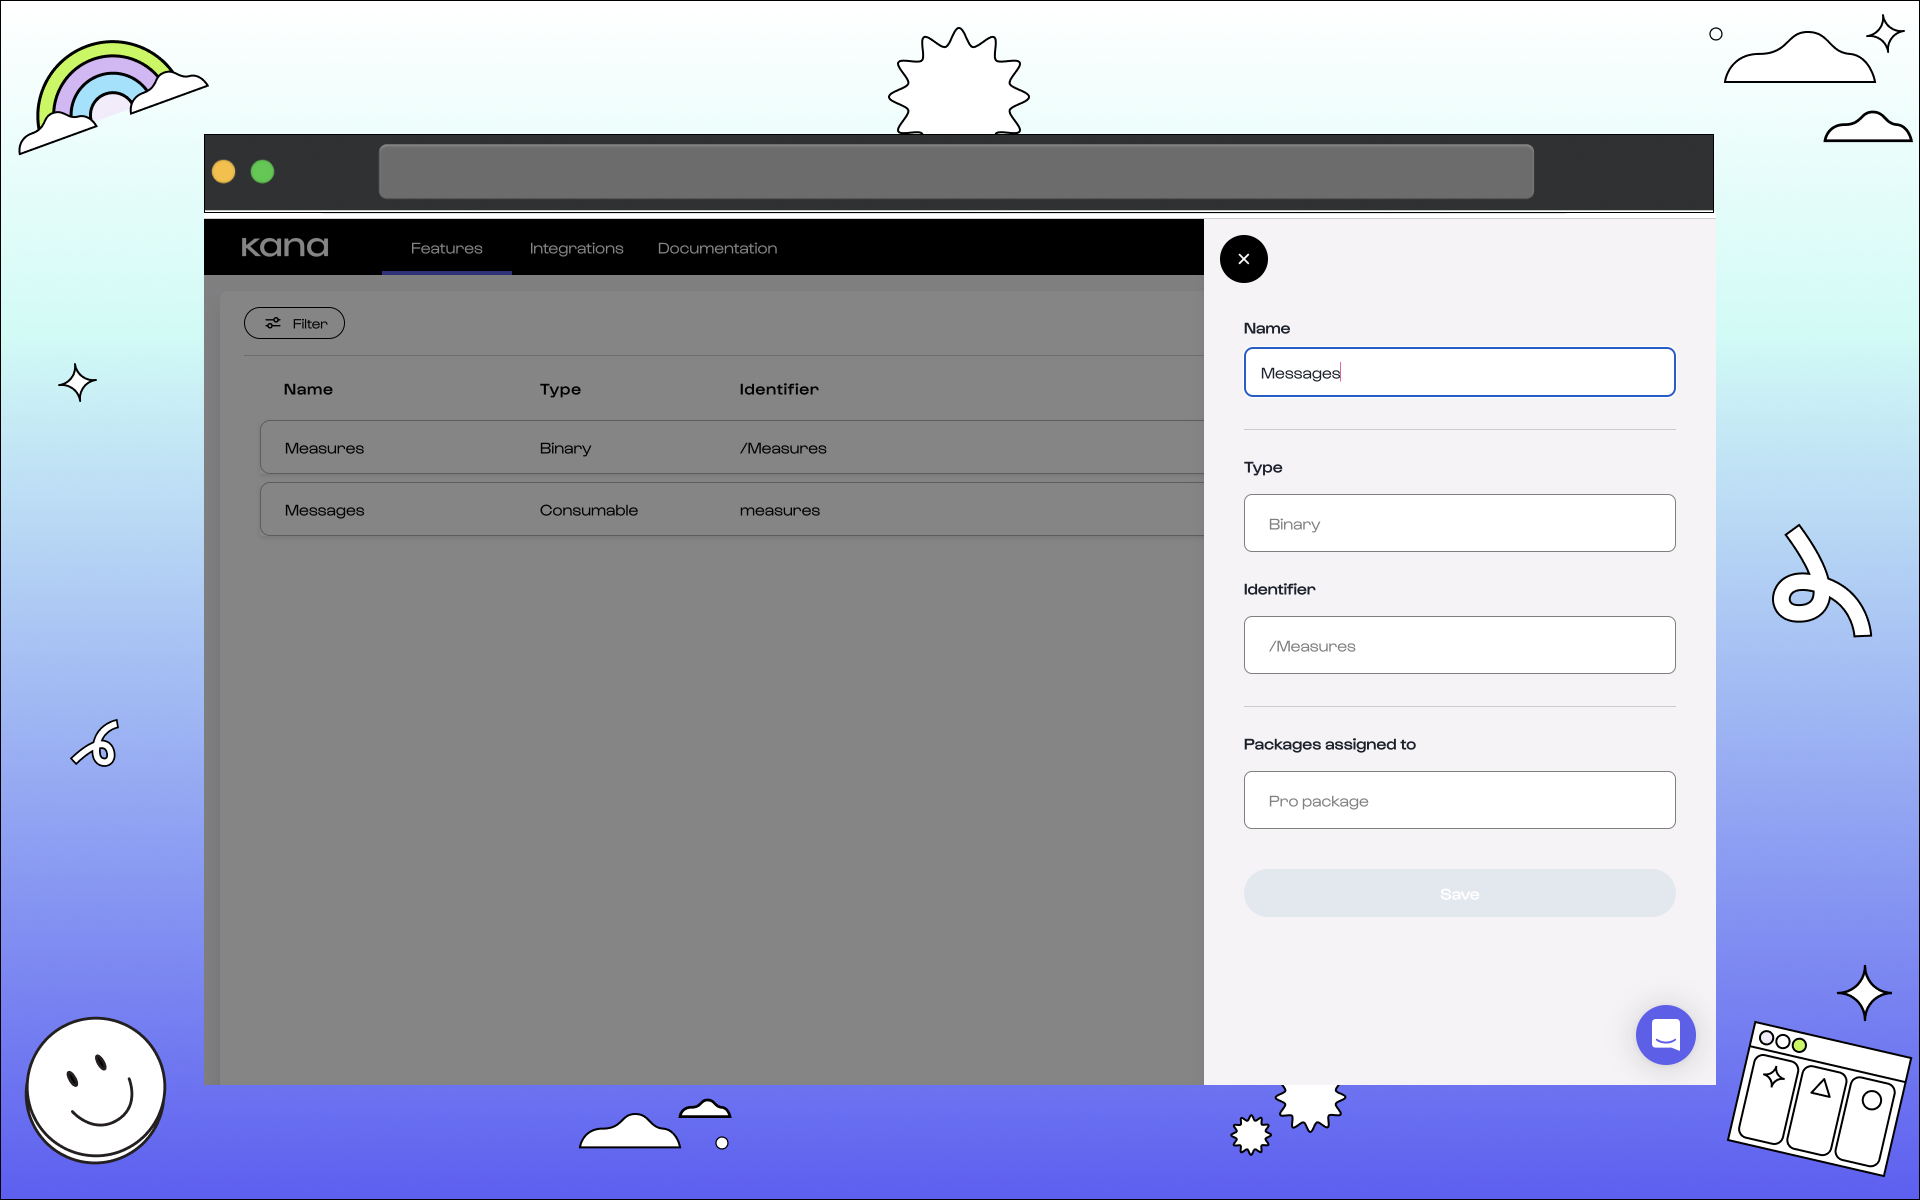 kana
Features
Integrations
Documentation
Filter
Name
Type
Identifier
Measures
Binary
/Measures
Messages
Consumable
measures
Name
Messages
Type
Binary
Identifier
/Measures
Packages assigned to
Pro package
Save